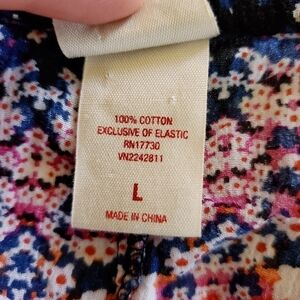 100% COTTON
EXCLUSIVE OF ELASTIC
RN17730
VN2242811
L
MADE IN CHINA